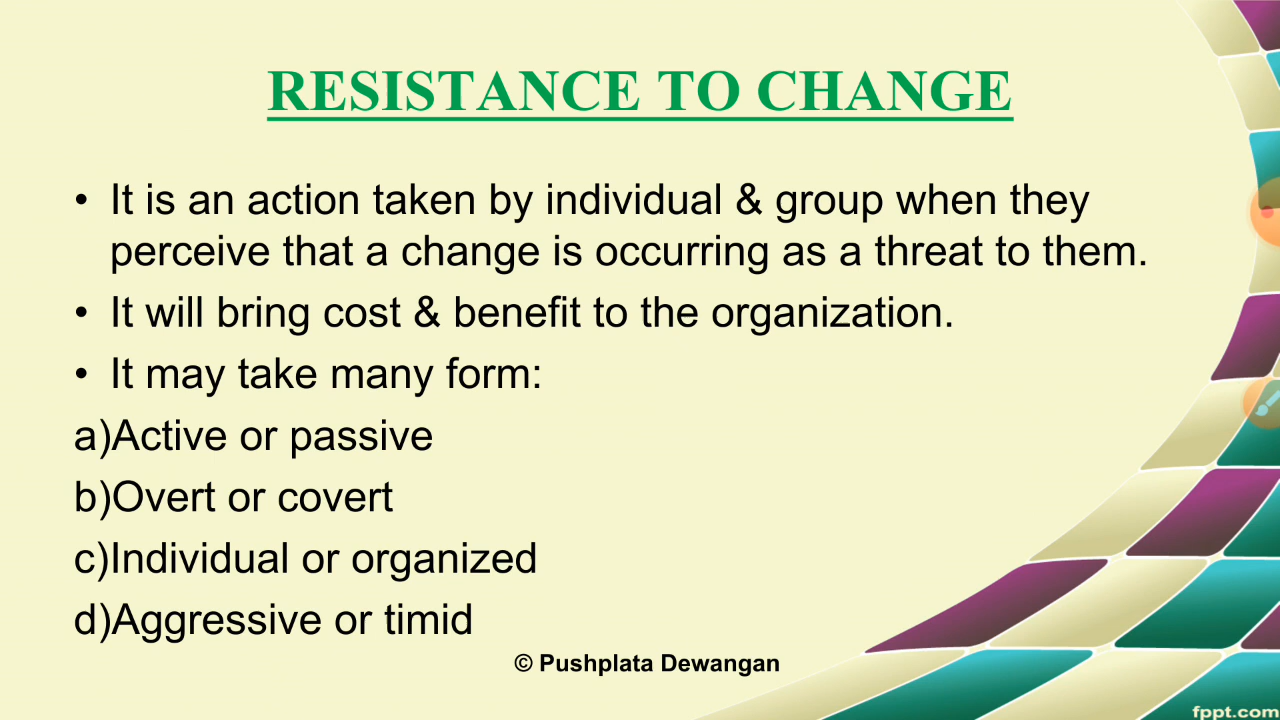 RESISTANCE TO CHANGE
• It is an action taken by individual & group when they
perceive that a change is occurring as a threat to them.
• It will bring cost & benefit to the organization.
• It may take many form:
a)Active or passive
b)Overt or covert
c)Individual or organized
d)Aggressive or timid
© Pushplata Dewangan
fppt.com